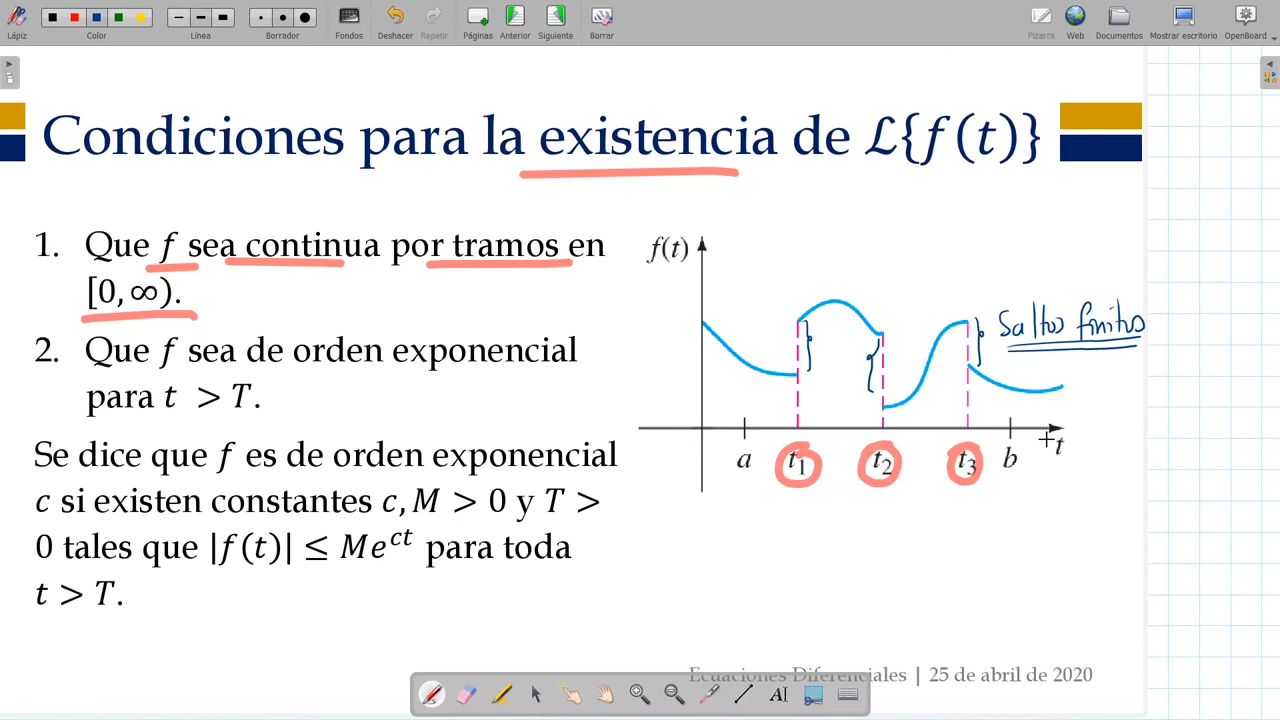 Lápiz Color Línea Borrador Fondos Deshacer Repetir Páginas Anterior Siguiente Borrar Pizarra Web Documentos Mostrar escritorio OpenBoard
Condiciones para la existencia de ℒ{f(t)}
1. Que f sea continua por tramos en
[0, ∞).
2. Que f sea de orden exponencial
para t > T.
Se dice que f es de orden exponencial
c si existen constantes c, M > 0 y T >
0 tales que |f(t)| ≤ Me^{ct} para toda
t > T.
f(t)
Saltos finitos
a t₁ t₂ t₃ b t
Ecuaciones Diferenciales | 25 de abril de 2020
AI